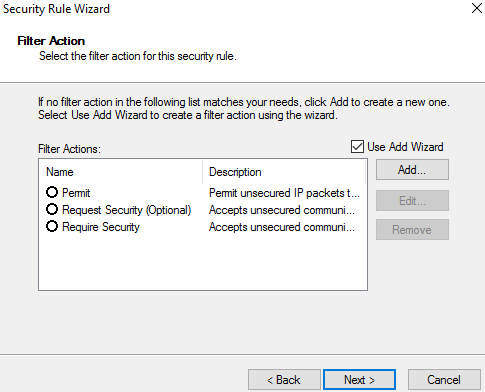 Security Rule Wizard
Filter Action
Select the filter action for this security rule.
If no filter action in the following list matches your needs, click Add to create a new one.
Select Use Add Wizard to create a filter action using the wizard.
Filter Actions:
Use Add Wizard
Name Description
Permit Permit unsecured IP packets t...
Request Security (Optional) Accepts unsecured communi...
Require Security Accepts unsecured communi...
Add...
Edit...
Remove
< Back Next > Cancel